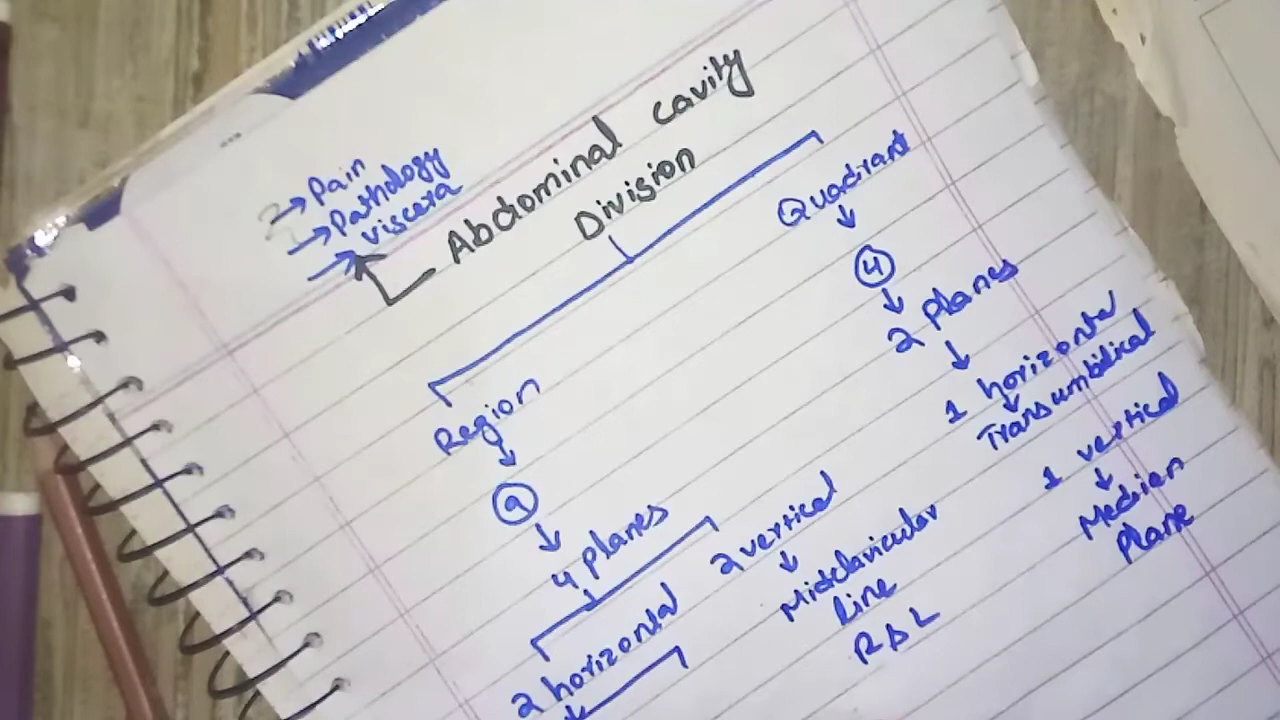 → Pain
→ Pathology
→ viscera
Abdominal cavity
Division
Region
↓
9
↓
4 planes
2 horizontal
2 vertical
↓
Midclavicular
line
R & L
Quadrant
↓
4
↓
2 Planes
↓
1 horizontal
↓
Transumbilical
1 vertical
↓
Median
Plane